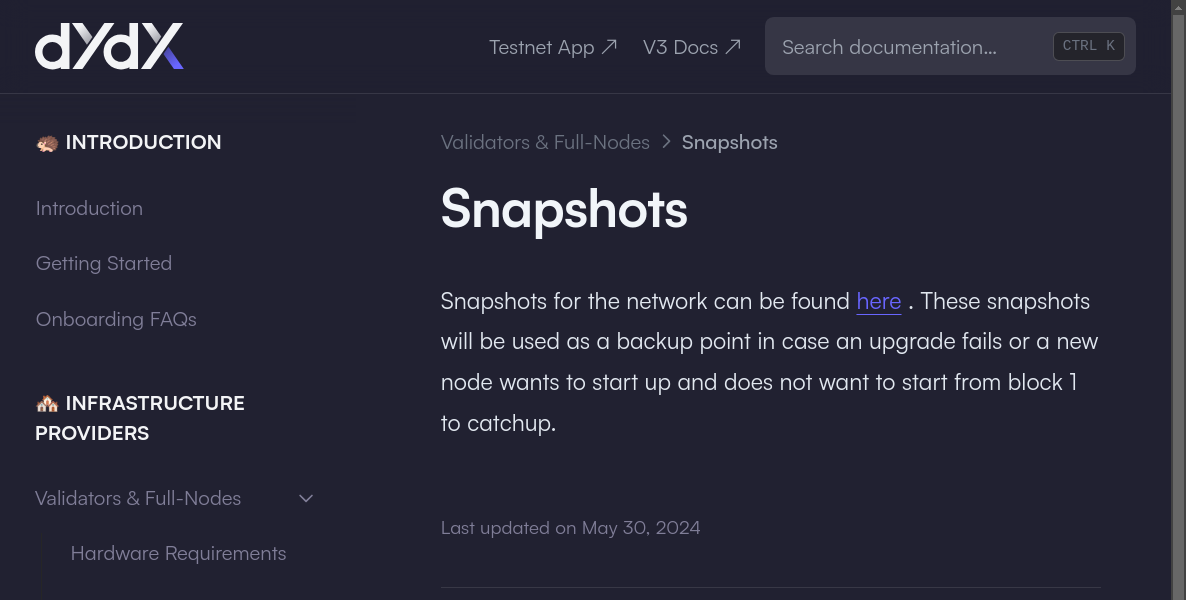 dYdX
Testnet App
V3 Docs
Search documentation...
CTRL K
INTRODUCTION
Introduction
Getting Started
Onboarding FAQs
INFRASTRUCTURE
PROVIDERS
Validators & Full-Nodes
Hardware Requirements
Validators & Full-Nodes > Snapshots
Snapshots
Snapshots for the network can be found here . These snapshots
will be used as a backup point in case an upgrade fails or a new
node wants to start up and does not want to start from block 1
to catchup.
Last updated on May 30, 2024